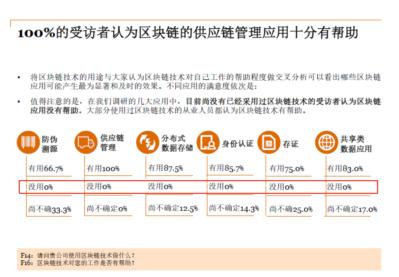 100%的受访者认为区块链的供应链管理应用十分有帮助
将区块链技术的用途与大家认为区块链技术对自己工作的帮助程度做交叉分析可以看出哪些区块链
应用可能产生最为显著和及时的效果。不同应用的满意度依次是:
值得注意的是,在我们调研的几大应用中,目前尚没有已经采用过区块链技术的受访者认为区块链
应用没有帮助。大部分使用过区块链技术的从业人员都认为区块链技术有帮助。
防伪
溯源
供应链
管理
分布式
数据存储
身份认证
存证
共享类
数据应用
有用66.7% 有用100% 有用87.5% 有用85.7% 有用75.0% 有用83.0%
没用0% 没用0% 没用0% 没用0% 没用0% 没用0%
尚不确定33.3% 尚不确定0% 尚不确定12.5% 尚不确定14.3% 尚不确定25.0% 尚不确定17.0%
F14: 请问贵公司使用区块链技术做什么?
F16: 区块链技术对您的工作是否有帮助?